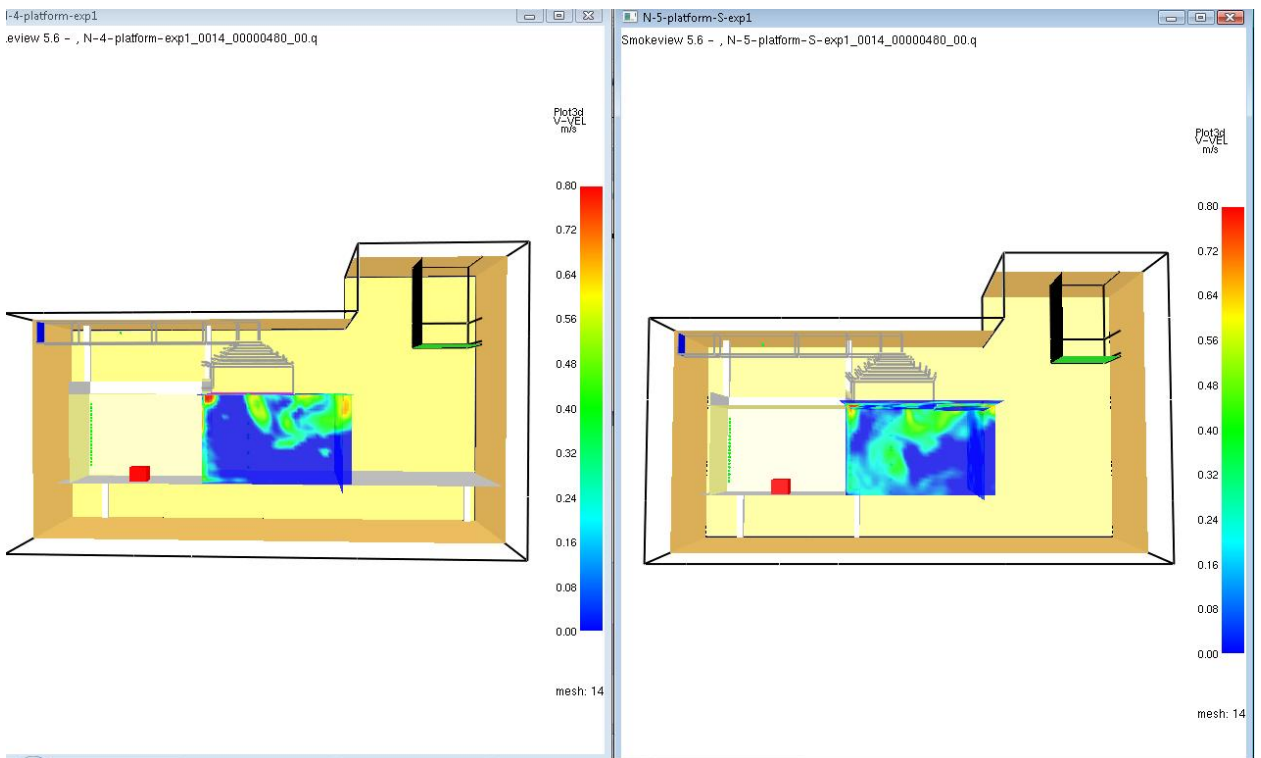 N-4-platform-exp1
eview 5.6 - , N-4-platform-exp1_0014_00000480_00.q
Plot3d
V-VEL
m/s
0.80
0.72
0.64
0.56
0.48
0.40
0.32
0.24
0.16
0.08
0.00
mesh: 14
N-5-platform-S-exp1
Smokeview 5.6 - , N-5-platform-S-exp1_0014_00000480_00.q
Plot3d
V-VEL
m/s
0.80
0.72
0.64
0.56
0.48
0.40
0.32
0.24
0.16
0.08
0.00
mesh: 14